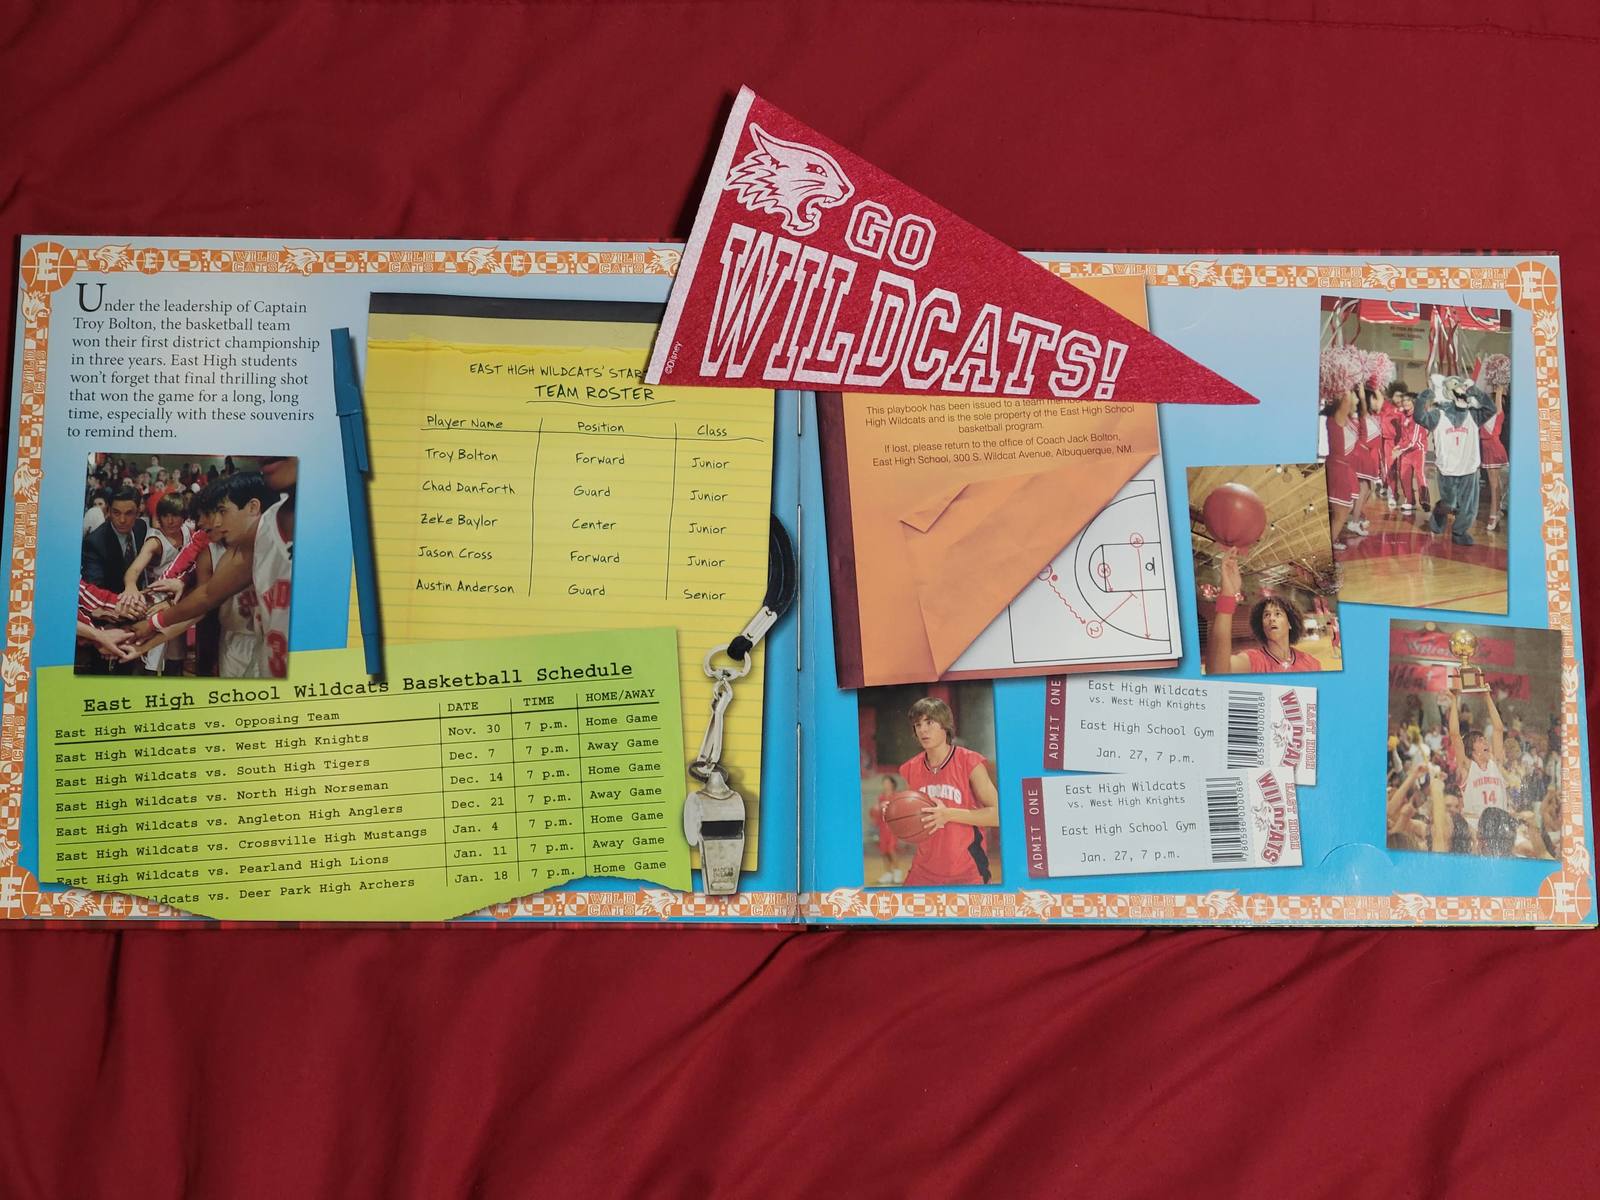 Under the leadership of Captain
Troy Bolton, the basketball team
won their first district championship
in three years. East High students
won't forget that final thrilling shot
that won the game for a long, long
time, especially with these souvenirs
to remind them.
EAST HIGH WILDCATS' STAR
TEAM ROSTER
Player Name Position Class
Troy Bolton Forward Junior
Chad Danforth Guard Junior
Zeke Baylor Center Junior
Jason Cross Forward Junior
Austin Anderson Guard Senior
East High School Wildcats Basketball Schedule
East High Wildcats vs. Opposing Team DATE TIME HOME/AWAY
East High Wildcats vs. West High Knights Nov. 30 7 p.m. Home Game
East High Wildcats vs. South High Tigers Dec. 7 7 p.m. Away Game
East High Wildcats vs. North High Norseman Dec. 14 7 p.m. Home Game
East High Wildcats vs. Angleton High Anglers Dec. 21 7 p.m. Away Game
East High Wildcats vs. Crossville High Mustangs Jan. 4 7 p.m. Home Game
East High Wildcats vs. Pearland High Lions Jan. 11 7 p.m. Away Game
ldcats vs. Deer Park High Archers Jan. 18 7 p.m. Home Game
GO
WILDCATS!
©Disney
This playbook has been issued to a team member
High Wildcats and is the sole property of the East High School
basketball program.
If lost, please return to the office of Coach Jack Bolton,
East High School, 300 S. Wildcat Avenue, Albuquerque, NM.
ADMIT ONE
East High Wildcats
vs. West High Knights
East High School Gym
Jan. 27, 7 p.m.
EAST HIGH
WILDCATS
ADMIT ONE
East High Wildcats
vs. West High Knights
East High School Gym
Jan. 27, 7 p.m.
EAST HIGH
WILDCATS
WILDCATS
14